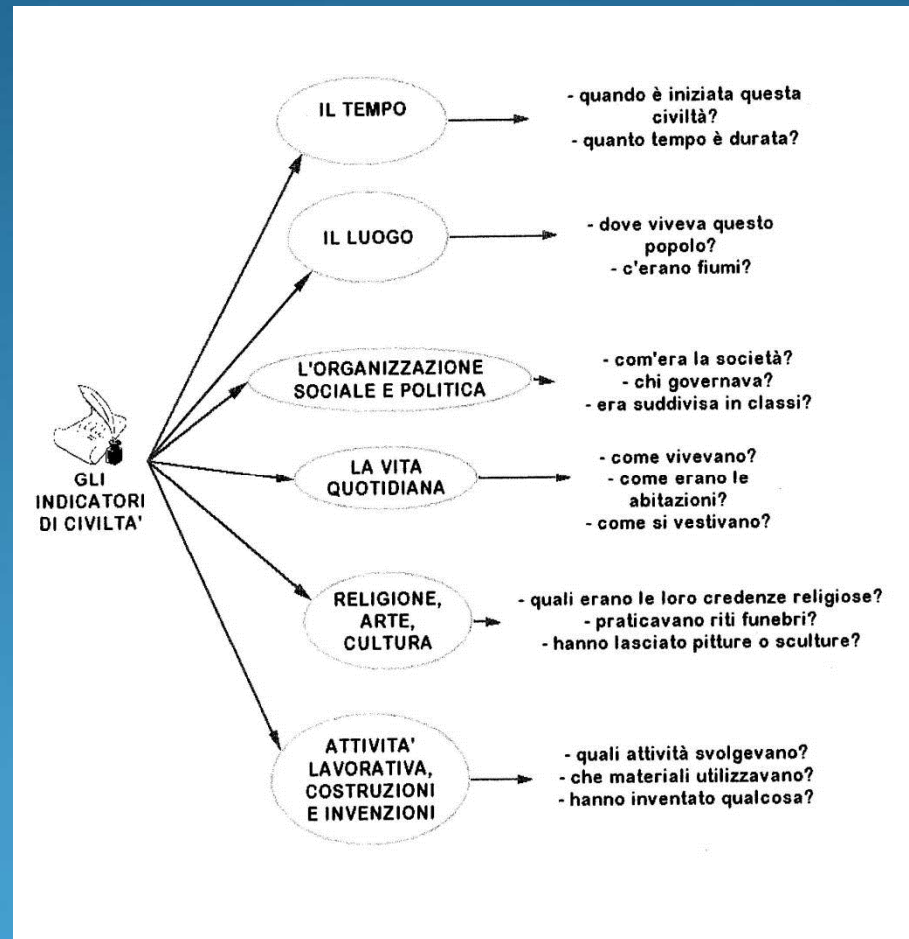 IL TEMPO
- quando è iniziata questa
civiltà?
- quanto tempo è durata?
IL LUOGO
- dove viveva questo
popolo?
- c'erano fiumi?
L'ORGANIZZAZIONE
SOCIALE E POLITICA
- com'era la società?
- chi governava?
- era suddivisa in classi?
GLI
INDICATORI
DI CIVILTA'
LA VITA
QUOTIDIANA
- come vivevano?
- come erano le
abitazioni?
- come si vestivano?
RELIGIONE,
ARTE,
CULTURA
- quali erano le loro credenze religiose?
- praticavano riti funebri?
- hanno lasciato pitture o sculture?
ATTIVITA'
LAVORATIVA,
COSTRUZIONI
E INVENZIONI
- quali attività svolgevano?
- che materiali utilizzavano?
- hanno inventato qualcosa?